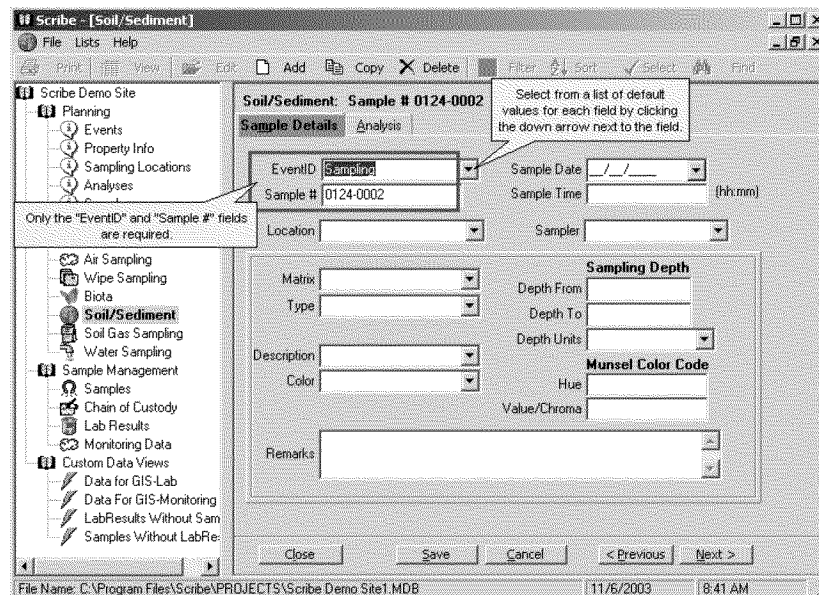 Scribe - [Soil/Sediment]
File Lists Help
Print View Edit Add Copy Delete Filter Sort Select Find
Scribe Demo Site
Planning
Events
Property Info
Sampling Locations
Analyses
Air Sampling
Wipe Sampling
Biota
Soil/Sediment
Soil Gas Sampling
Water Sampling
Sample Management
Samples
Chain of Custody
Lab Results
Monitoring Data
Custom Data Views
Data for GIS-Lab
Data For GIS-Monitoring
LabResults Without Sam
Samples Without LabRe
Soil/Sediment: Sample # 0124-0002
Sample Details Analysis
Select from a list of default
values for each field by clicking
the down arrow next to the field.
EventID Sampling
Sample # 0124-0002
Sample Date __/__/____
Sample Time (hh:mm)
Only the "EventID" and "Sample #" fields
are required.
Location
Sampler
Matrix
Type
Description
Color
Sampling Depth
Depth From
Depth To
Depth Units
Munsel Color Code
Hue
Value/Chroma
Remarks
Close Save Cancel < Previous Next >
File Name: C:\Program Files\Scribe\PROJECTS\Scribe Demo Site1.MDB 11/6/2003 8:41 AM